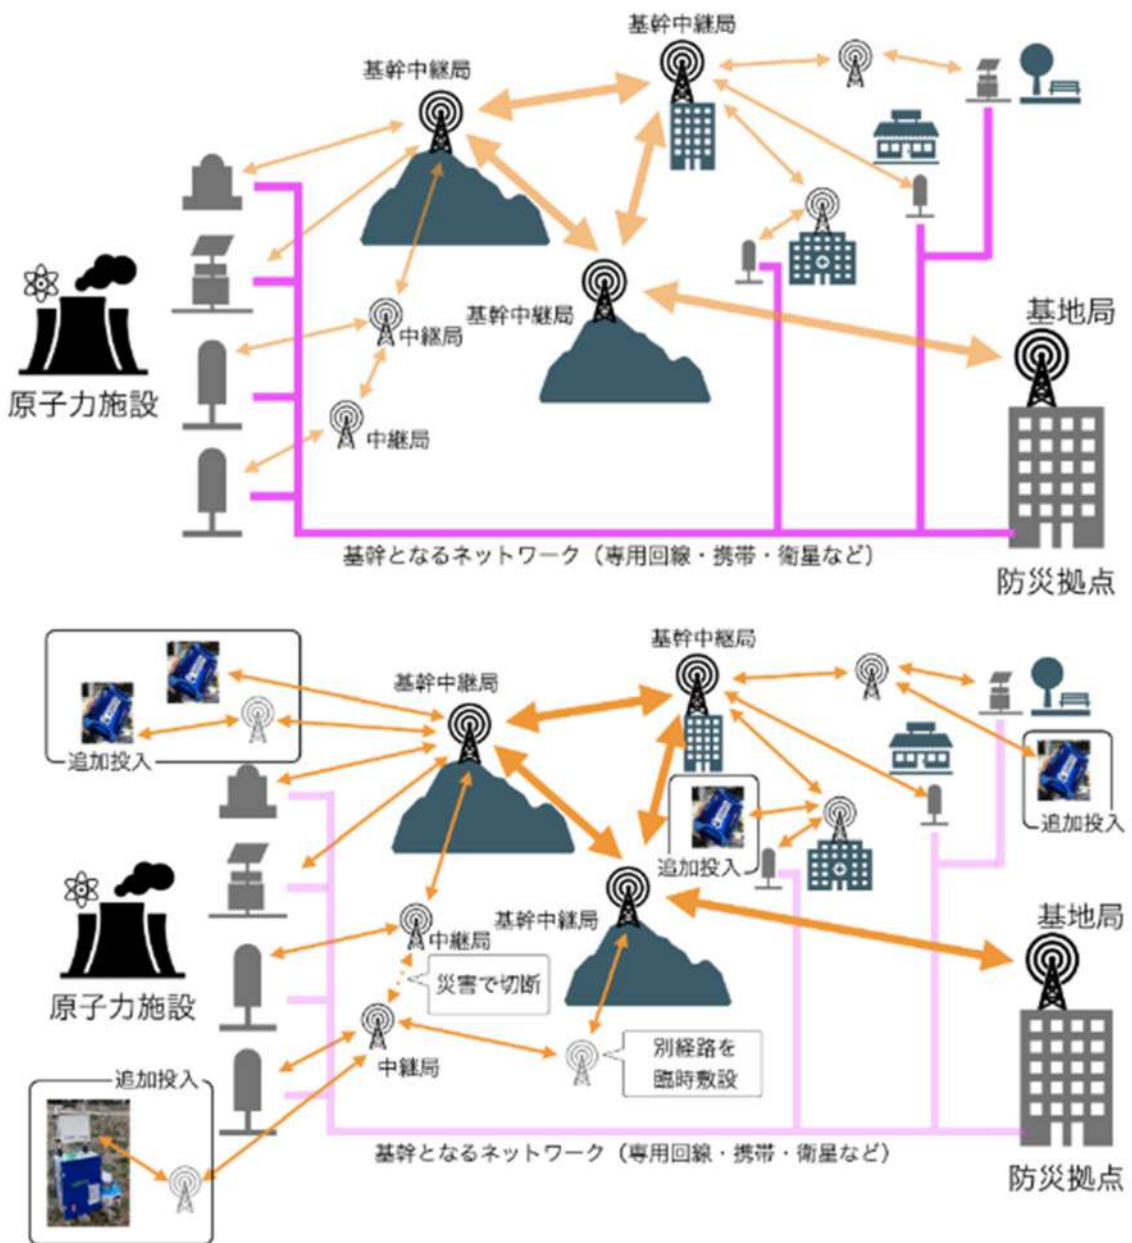 基幹中継局
基幹中継局
基幹中継局
中継局
中継局
原子力施設
基地局
基幹となるネットワーク（専用回線・携帯・衛星など）
防災拠点
基幹中継局
基幹中継局
追加投入
追加投入
追加投入
基幹中継局
中継局
災害で切断
基地局
原子力施設
中継局
別経路を
臨時敷設
追加投入
基幹となるネットワーク（専用回線・携帯・衛星など）
防災拠点